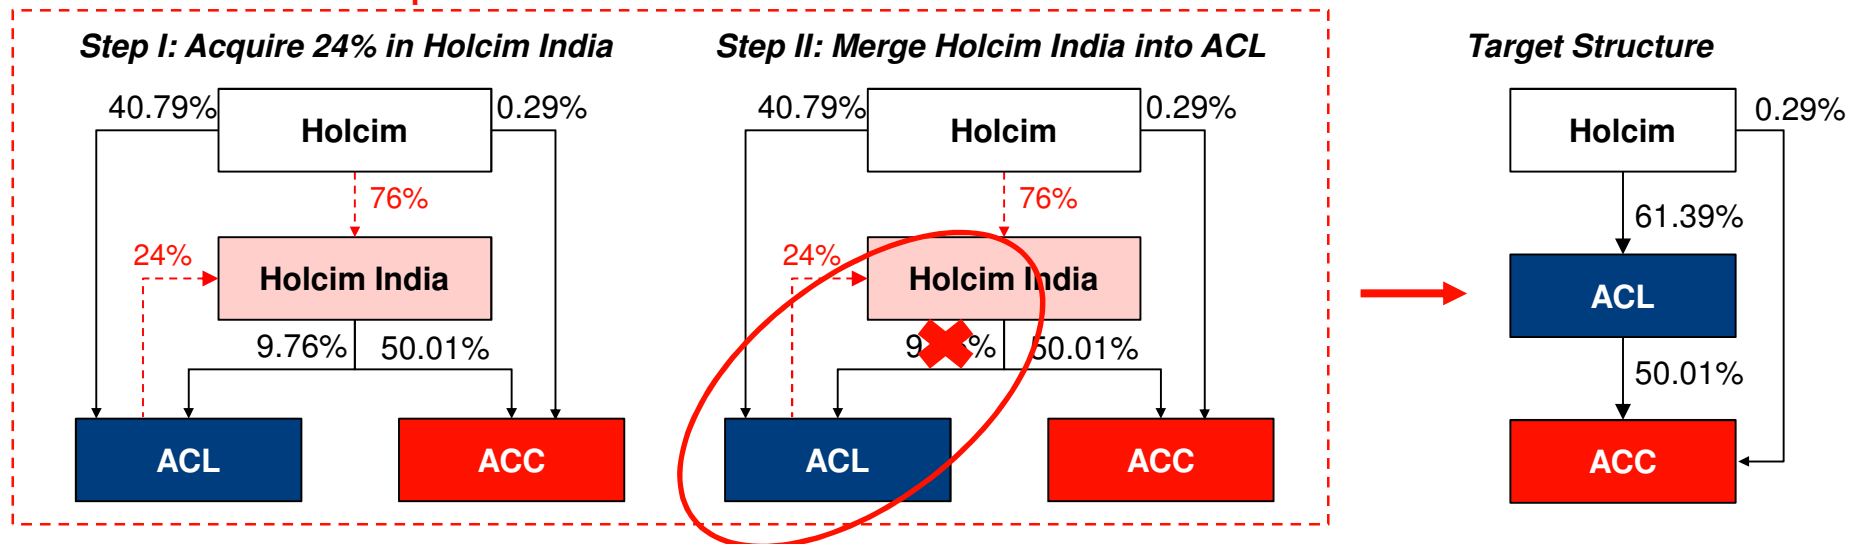 Step I: Acquire 24% in Holcim India
40.79%
0.29%
Holcim
76%
24%
Holcim India
9.76%
50.01%
ACL
ACC
Step II: Merge Holcim India into ACL
40.79%
0.29%
Holcim
76%
24%
Holcim India
50.01%
ACL
ACC
Target Structure
0.29%
Holcim
61.39%
ACL
50.01%
ACC